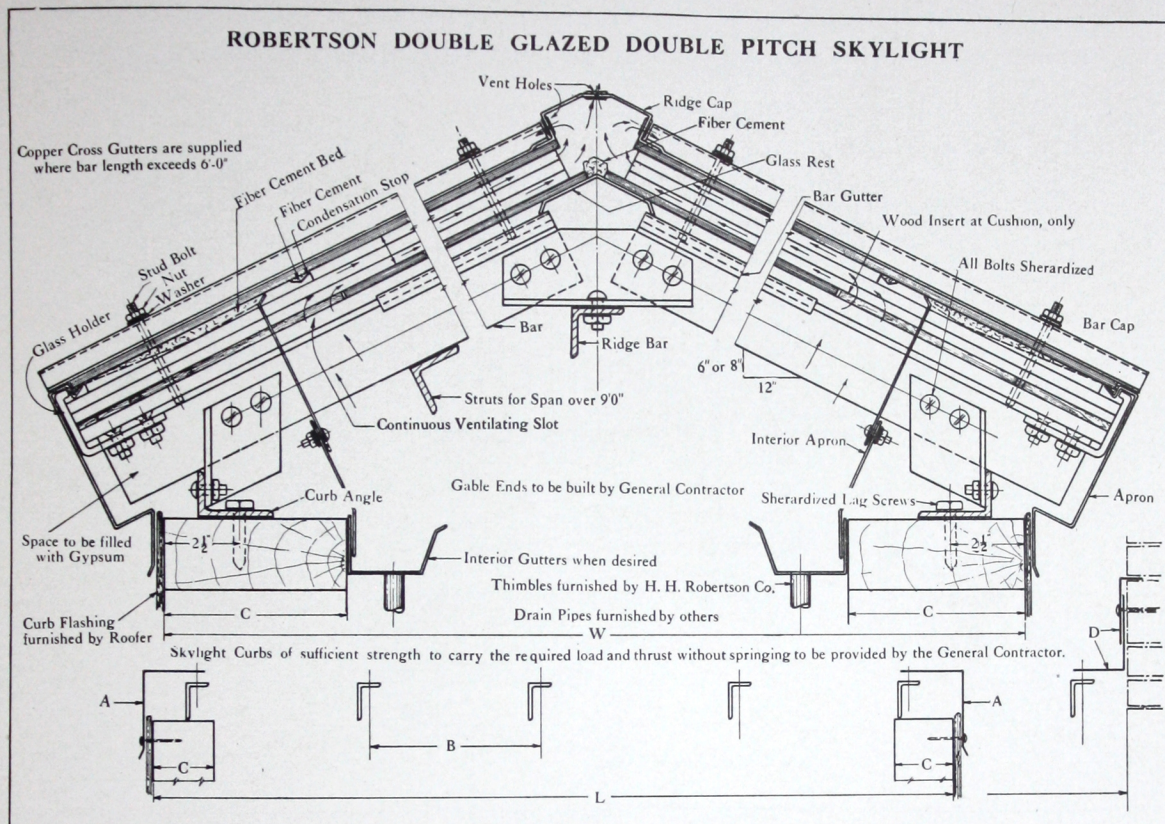 ROBERTSON DOUBLE GLAZED DOUBLE PITCH SKYLIGHT
Vent Holes
Ridge Cap
Fiber Cement
Glass Rest
Copper Cross Gutters are supplied
where bar length exceeds 6'-0"
Fiber Cement Bed
Fiber Cement
Condensation Stop
Bar Gutter
Wood Insert at Cushion, only
Stud Bolt
Nut
Washer
All Bolts Sherardized
Glass Holder
Bar Cap
Bar
Ridge Bar
6" or 8"
12"
Struts for Span over 9'0"
Continuous Ventilating Slot
Interior Apron
Gable Ends to be built by General Contractor
Curb Angle
Sherardized Lag Screws
Apron
Space to be filled
with Gypsum
2½"
2½"
Interior Gutters when desired
Thimbles furnished by H. H. Robertson Co.
C
C
Drain Pipes furnished by others
Curb Flashing
furnished by Roofer
W
D
Skylight Curbs of sufficient strength to carry the required load and thrust without springing to be provided by the General Contractor.
A
A
B
C
C
L